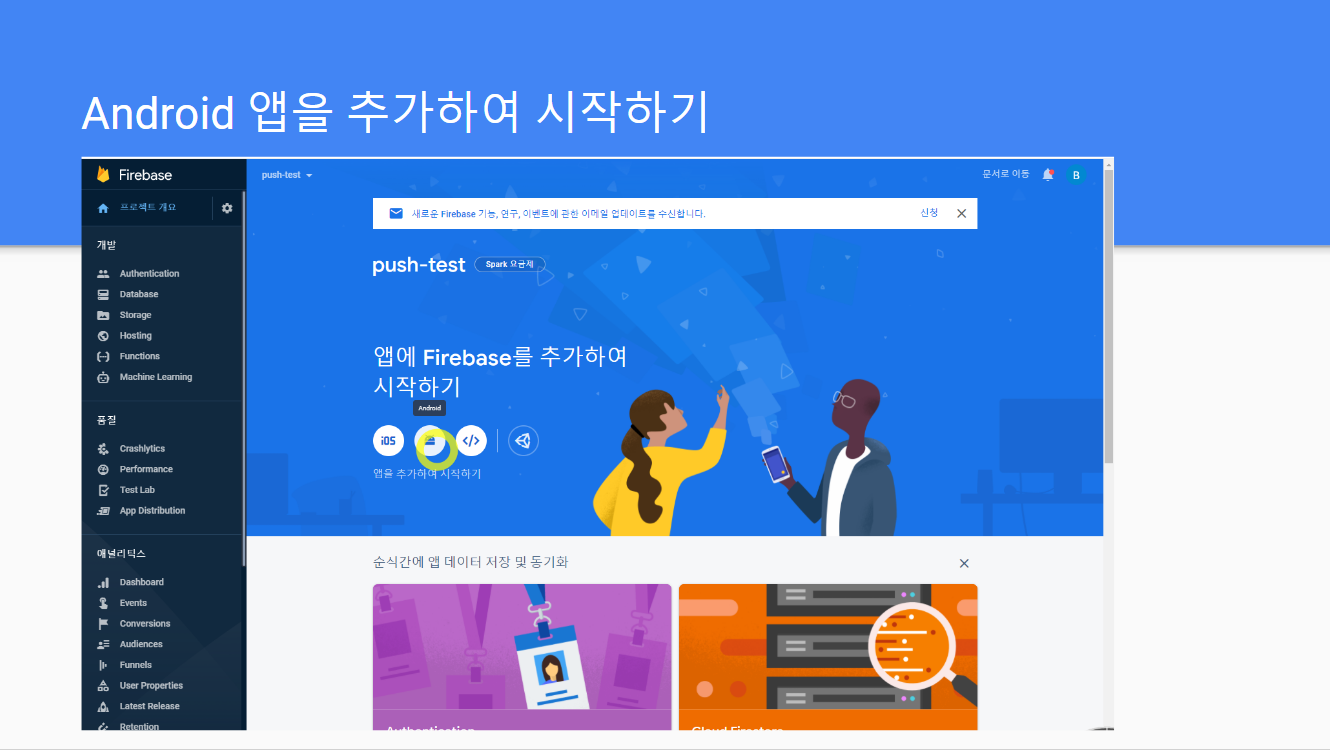 Android 앱을 추가하여 시작하기
Firebase
push-test
문서로 이동
B
프로젝트 개요
새로운 Firebase 기능, 연구, 이벤트에 관한 이메일 업데이트를 수신합니다.
신청
push-test
Spark 요금제
개발
Authentication
Database
Storage
Hosting
Functions
Machine Learning
앱에 Firebase를 추가하여
시작하기
Android
iOS
</>
앱을 추가하여 시작하기
품질
Crashlytics
Performance
Test Lab
App Distribution
애널리틱스
Dashboard
Events
Conversions
Audiences
Funnels
User Properties
Latest Release
Retention
순식간에 앱 데이터 저장 및 동기화
Authentication
Cloud Firestore